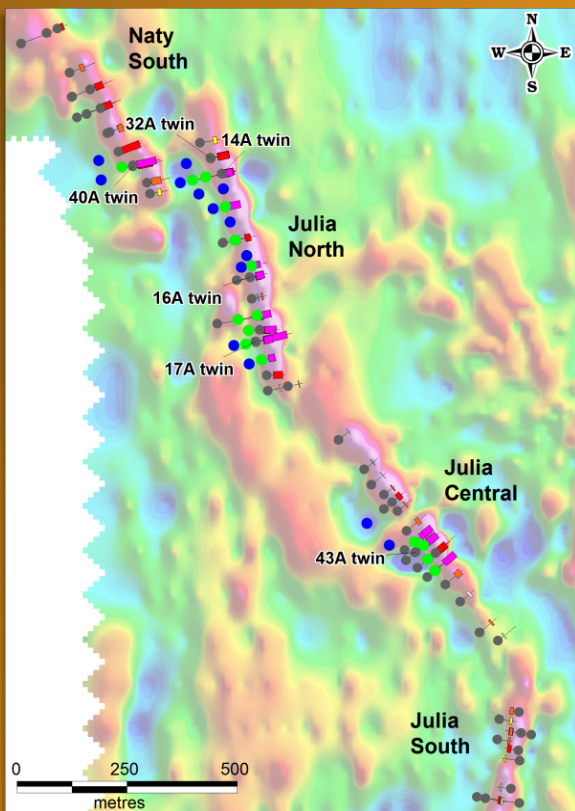 Naty
South
N
W E
S
32A twin
14A twin
40A twin
Julia
North
16A twin
17A twin
Julia
Central
43A twin
Julia
South
0 250 500
metres